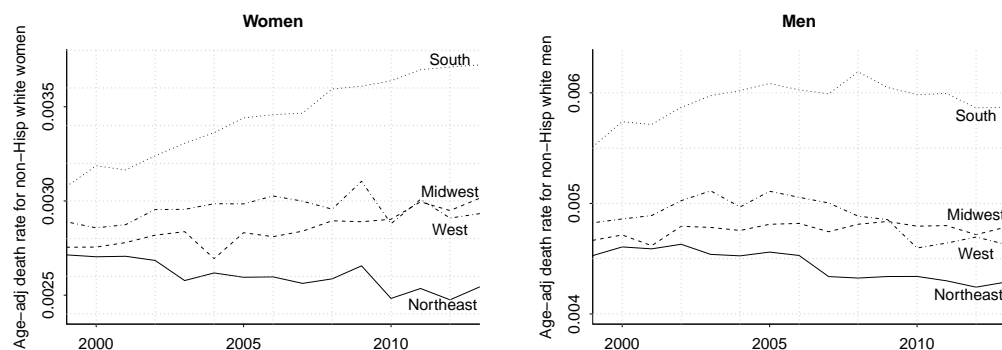 Women
Age−adj death rate for non−Hisp white women
0.0035
0.0030
0.0025
South
Midwest
West
Northeast
2000 2005 2010
Men
Age−adj death rate for non−Hisp white men
0.006
0.005
0.004
South
Midwest
West
Northeast
2000 2005 2010